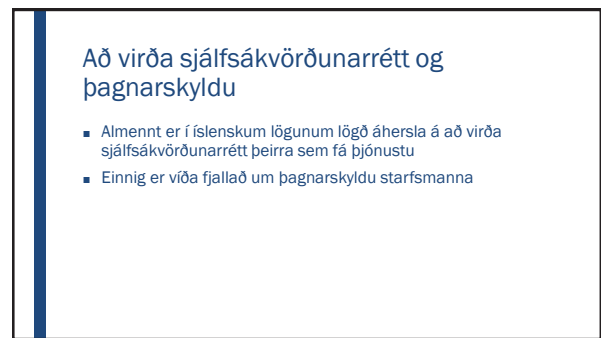 Að virða sjálfsákvörðunarrétt og
þagnarskyldu
▪ Almennt er í íslenskum lögunum lögð áhersla á að virða
sjálfsákvörðunarrétt þeirra sem fá þjónustu
▪ Einnig er víða fjallað um þagnarskyldu starfsmanna